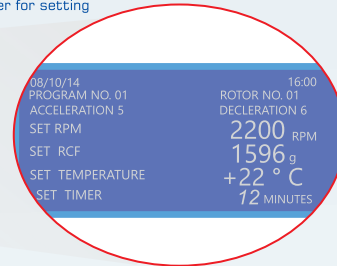 er for setting
08/10/14 16:00
PROGRAM NO. 01 ROTOR NO. 01
ACCELERATION 5 DECLERATION 6
SET RPM 2200 RPM
SET RCF 1596 g
SET TEMPERATURE +22 ° C
SET TIMER 12 MINUTES